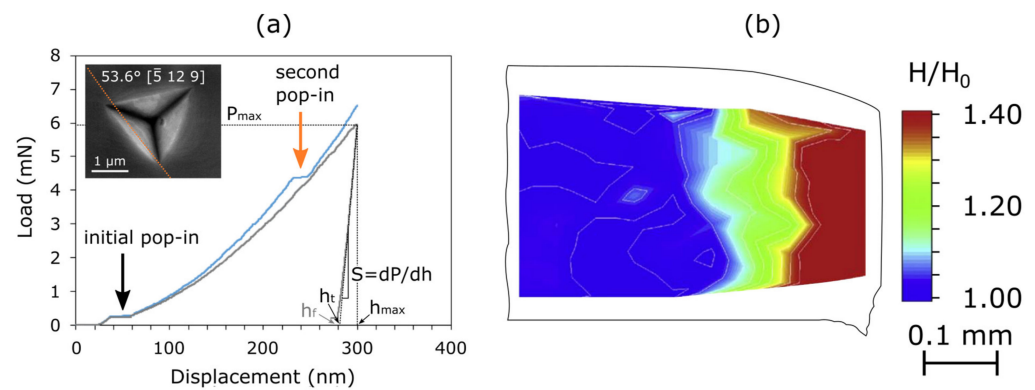 (a)
(b)
8
7
6
5
4
3
2
1
0
Load (mN)
53.6° [5̅ 12 9]
1 μm
second
pop-in
Pmax
initial pop-in
S=dP/dh
ht
hf
hmax
0
100
200
300
400
Displacement (nm)
H/H0
1.40
1.20
1.00
0.1 mm